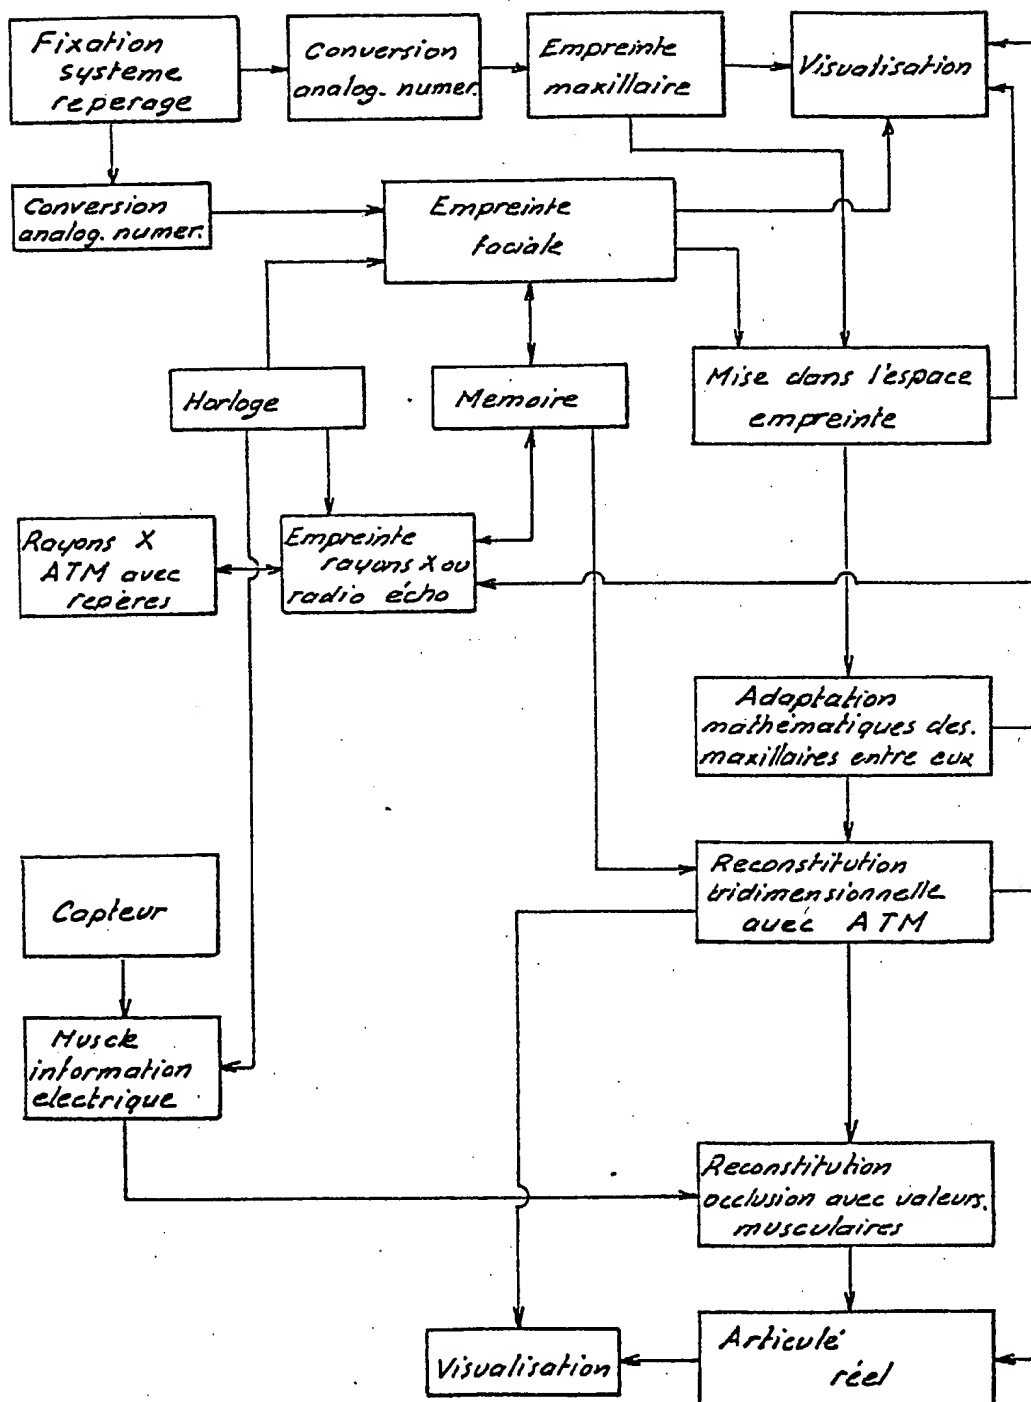 Fixation
systeme
reperage
Conversion
analog. numer.
Empreinte
maxillaire
Visualisation
Conversion
analog. numer.
Empreinte
faciale
Horloge
Memoire
Mise dans l'espace
empreinte
Rayons X
ATM avec
repères
Empreinte
rayons X ou
radio écho
Adaptation
mathématiques des.
maxillaires entre eux
Reconstitution
tridimensionnelle
avec ATM
Capteur
Muscle
information
electrique
Reconstitution
occlusion avec valeurs.
musculaires
Visualisation
Articulé
réel